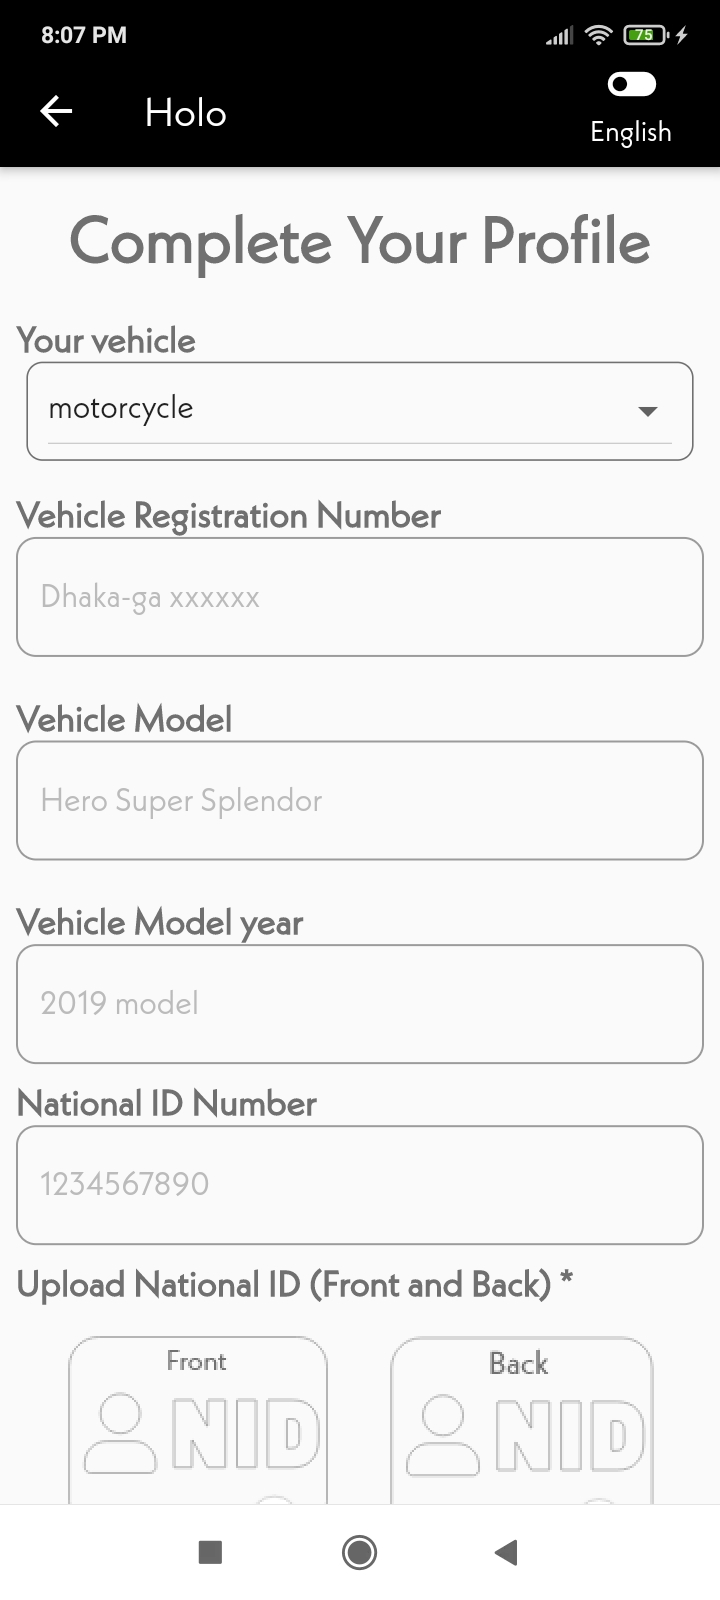 8:07 PM
75
Holo
English
Complete Your Profile
Your vehicle
motorcycle
Vehicle Registration Number
Dhaka-ga xxxxxx
Vehicle Model
Hero Super Splendor
Vehicle Model year
2019 model
National ID Number
1234567890
Upload National ID (Front and Back) *
Front
Back
NID
NID